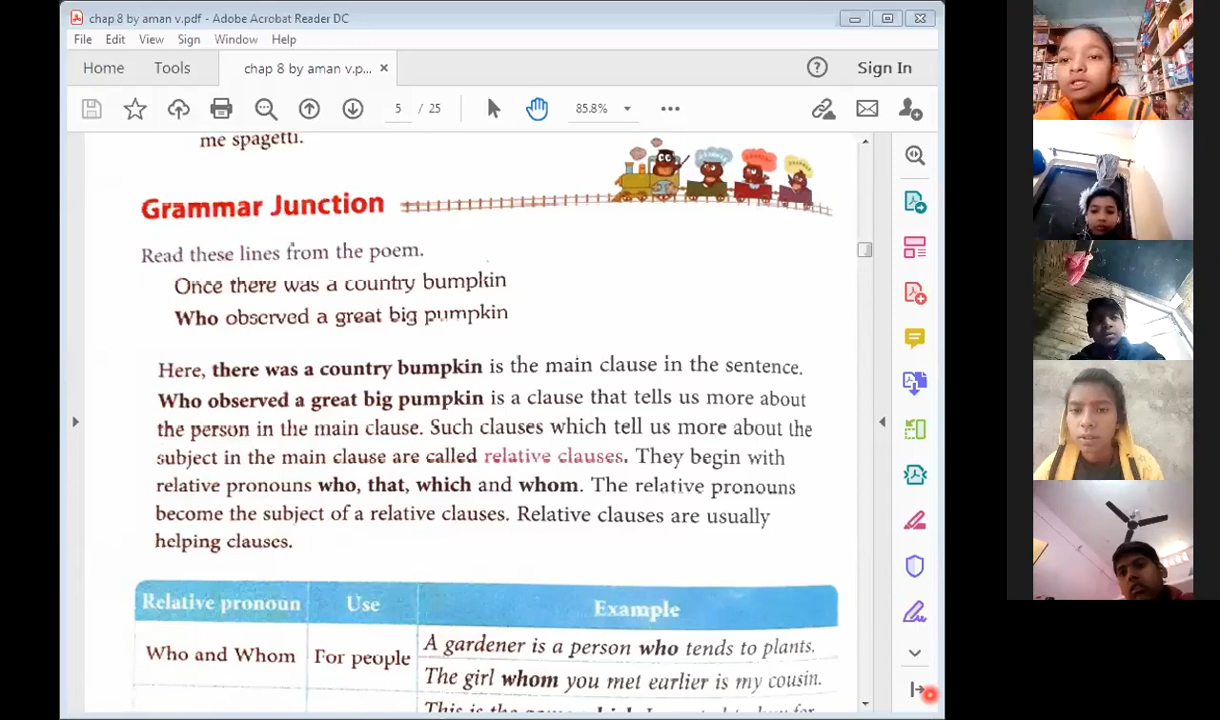 chap 8 by aman v.pdf - Adobe Acrobat Reader DC
File Edit View Sign Window Help
Home Tools chap 8 by aman v.p... × Sign In
5 / 25 85.8%
me spagetti.
Grammar Junction
Read these lines from the poem.
Once there was a country bumpkin
Who observed a great big pumpkin
Here, there was a country bumpkin is the main clause in the sentence.
Who observed a great big pumpkin is a clause that tells us more about
the person in the main clause. Such clauses which tell us more about the
subject in the main clause are called relative clauses. They begin with
relative pronouns who, that, which and whom. The relative pronouns
become the subject of a relative clauses. Relative clauses are usually
helping clauses.
Relative pronoun Use Example
Who and Whom For people A gardener is a person who tends to plants.
The girl whom you met earlier is my cousin.
This is the